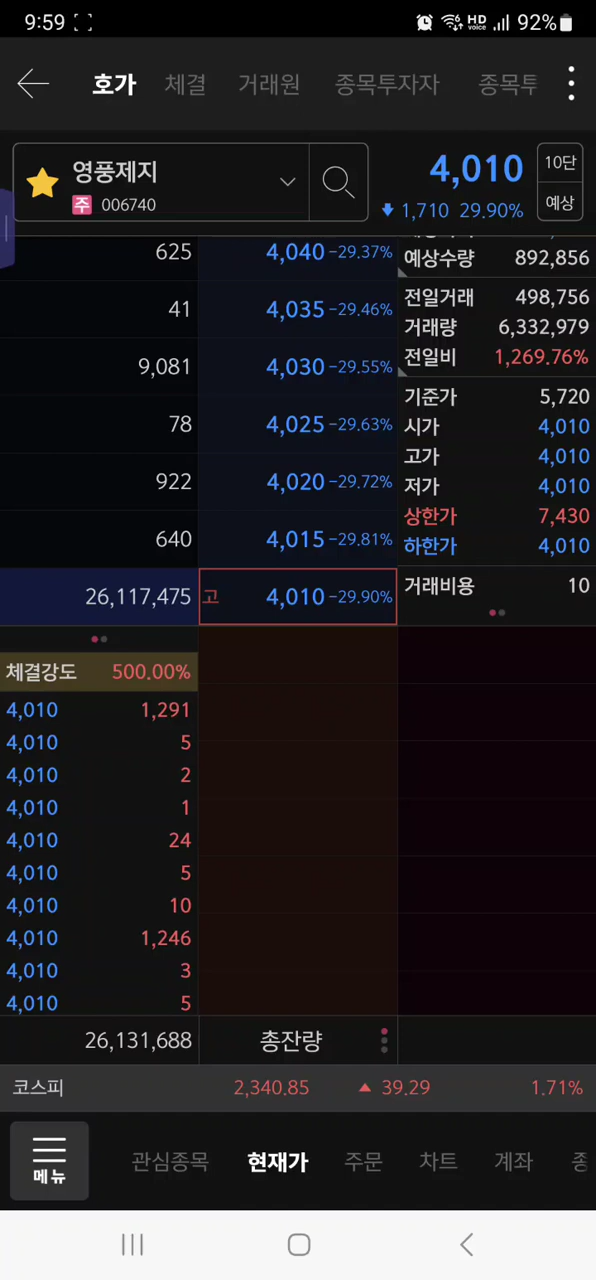 9:59 HD voice 92%
호가 체결 거래원 종목투자자 종목투
영풍제지
주 006740
4,010
1,710 29.90%
10단
예상
625 4,040 -29.37%
41 4,035 -29.46%
9,081 4,030 -29.55%
78 4,025 -29.63%
922 4,020 -29.72%
640 4,015 -29.81%
26,117,475 고 4,010 -29.90%
예상수량 892,856
전일거래 498,756
거래량 6,332,979
전일비 1,269.76%
기준가 5,720
시가 4,010
고가 4,010
저가 4,010
상한가 7,430
하한가 4,010
거래비용 10
체결강도 500.00%
4,010 1,291
4,010 5
4,010 2
4,010 1
4,010 24
4,010 5
4,010 10
4,010 1,246
4,010 3
4,010 5
26,131,688 총잔량
코스피 2,340.85 ▲ 39.29 1.71%
메뉴
관심종목 현재가 주문 차트 계좌 종